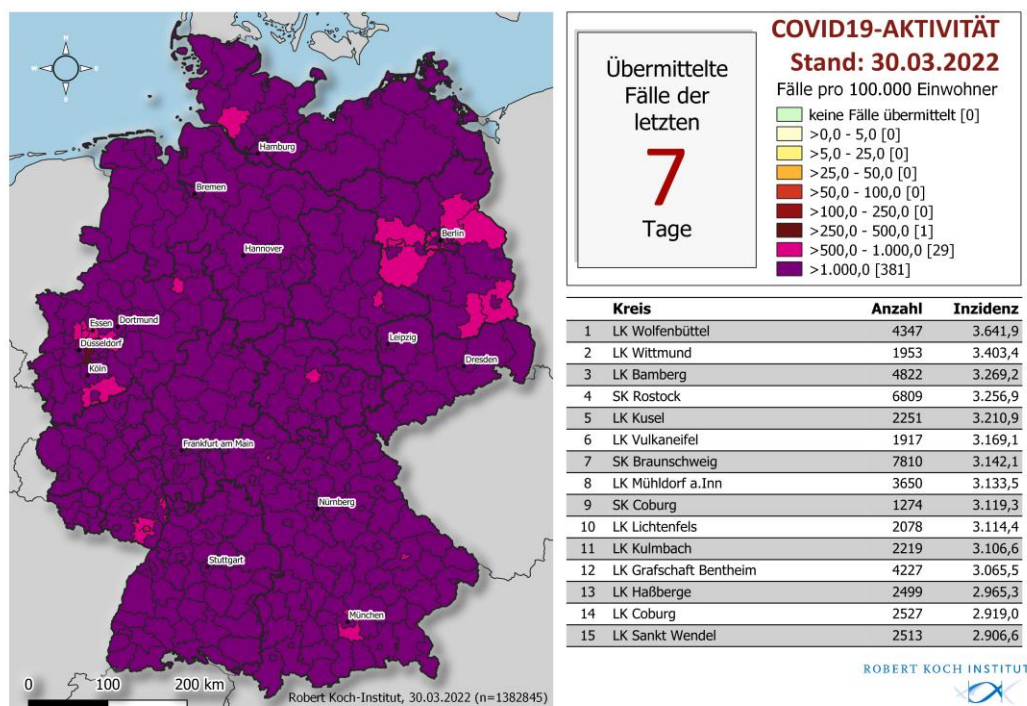 N
W
E
S
Hamburg
Bremen
Berlin
Hannover
Essen
Dortmund
Düsseldorf
Leipzig
Köln
Dresden
Frankfurt am Main
Nürnberg
Stuttgart
München
0 100 200 km
Robert Koch-Institut, 30.03.2022 (n=1382845)
Übermittelte
Fälle der
letzten
7
Tage
COVID19-AKTIVITÄT
Stand: 30.03.2022
Fälle pro 100.000 Einwohner
keine Fälle übermittelt [0]
>0,0 - 5,0 [0]
>5,0 - 25,0 [0]
>25,0 - 50,0 [0]
>50,0 - 100,0 [0]
>100,0 - 250,0 [0]
>250,0 - 500,0 [1]
>500,0 - 1.000,0 [29]
>1.000,0 [381]
Kreis Anzahl Inzidenz
1 LK Wolfenbüttel 4347 3.641,9
2 LK Wittmund 1953 3.403,4
3 LK Bamberg 4822 3.269,2
4 SK Rostock 6809 3.256,9
5 LK Kusel 2251 3.210,9
6 LK Vulkaneifel 1917 3.169,1
7 SK Braunschweig 7810 3.142,1
8 LK Mühldorf a.Inn 3650 3.133,5
9 SK Coburg 1274 3.119,3
10 LK Lichtenfels 2078 3.114,4
11 LK Kulmbach 2219 3.106,6
12 LK Grafschaft Bentheim 4227 3.065,5
13 LK Haßberge 2499 2.965,3
14 LK Coburg 2527 2.919,0
15 LK Sankt Wendel 2513 2.906,6
ROBERT KOCH INSTITUT